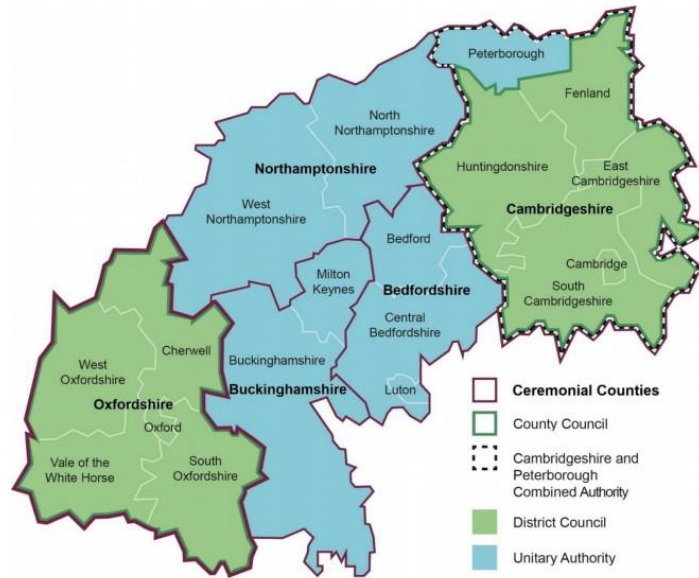 Peterborough
Fenland
North
Northamptonshire
Northamptonshire
Huntingdonshire
East
Cambridgeshire
West
Northamptonshire
Cambridgeshire
Bedford
Milton
Keynes
Cambridge
Bedfordshire
South
Cambridgeshire
Central
Bedfordshire
Cherwell
West
Oxfordshire
Buckinghamshire
Buckinghamshire
Luton
Oxfordshire
Oxford
Vale of the
White Horse
South
Oxfordshire
Ceremonial Counties
County Council
Cambridgeshire and
Peterborough
Combined Authority
District Council
Unitary Authority